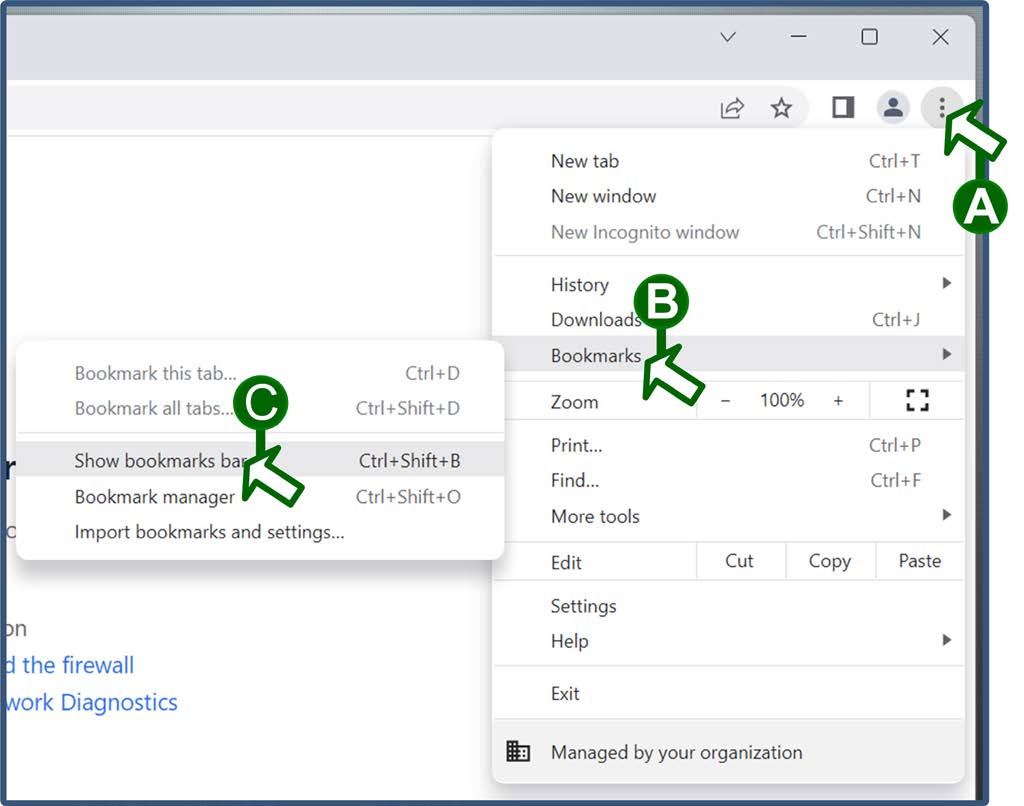 A
New tab Ctrl+T
New window Ctrl+N
New Incognito window Ctrl+Shift+N
History
B
Downloads Ctrl+J
Bookmarks
Zoom - 100% +
Print... Ctrl+P
Find... Ctrl+F
More tools
Edit Cut Copy Paste
Settings
Help
Exit
Managed by your organization
Bookmark this tab... Ctrl+D
C
Bookmark all tabs... Ctrl+Shift+D
Show bookmarks bar Ctrl+Shift+B
Bookmark manager Ctrl+Shift+O
Import bookmarks and settings...
on
d the firewall
work Diagnostics